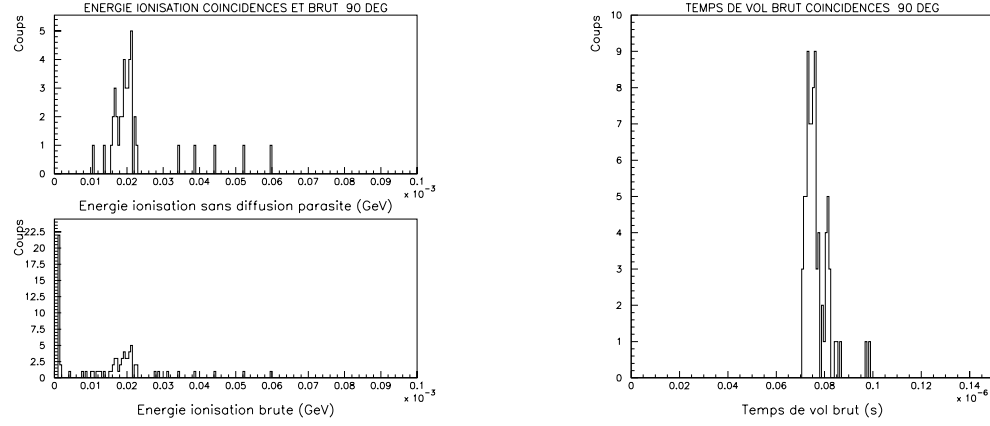 ENERGIE IONISATION COINCIDENCES ET BRUT 90 DEG
Coups
5
4
3
2
1
0
0 0.01 0.02 0.03 0.04 0.05 0.06 0.07 0.08 0.09 0.1
x 10-3
Energie ionisation sans diffusion parasite (GeV)
Coups
22.5
20
17.5
15
12.5
10
7.5
5
2.5
0
0 0.01 0.02 0.03 0.04 0.05 0.06 0.07 0.08 0.09 0.1
x 10-3
Energie ionisation brute (GeV)
TEMPS DE VOL BRUT COINCIDENCES 90 DEG
Coups
10
9
8
7
6
5
4
3
2
1
0
0 0.02 0.04 0.06 0.08 0.1 0.12 0.14
x 10-6
Temps de vol brut (s)